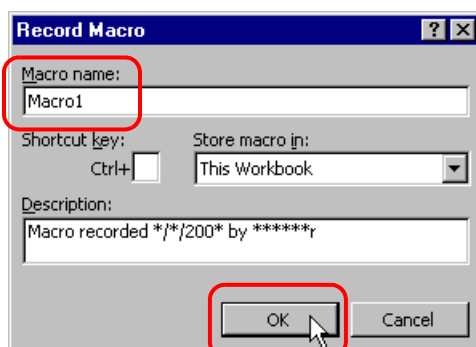 Record Macro
Macro name:
Macro1
Shortcut key: Store macro in:
Ctrl+ This Workbook
Description:
Macro recorded */*/200* by ******r
OK Cancel